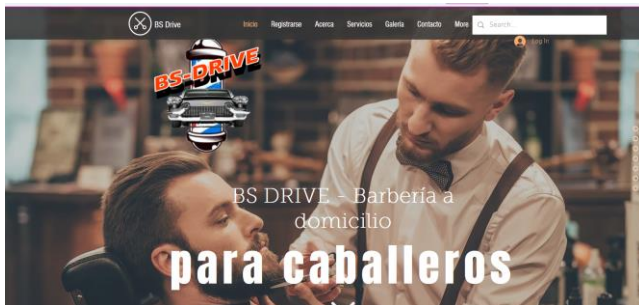 BS Drive
Inicio Registrarse Acerca Servicios Galería Contacto More Search...
Log In
BS-DRIVE
BS DRIVE - Barbería a
domicilio
para caballeros